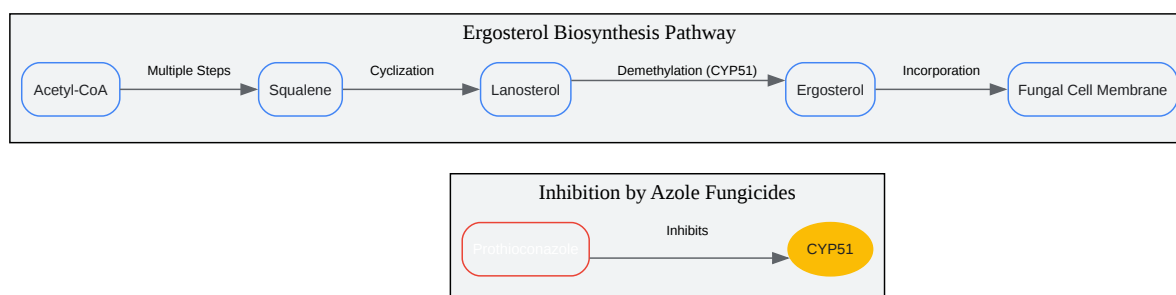 Ergosterol Biosynthesis Pathway
Acetyl-CoA
Multiple Steps
Squalene
Cyclization
Lanosterol
Demethylation (CYP51)
Ergosterol
Incorporation
Fungal Cell Membrane
Inhibition by Azole Fungicides
Prothioconazole
Inhibits
CYP51